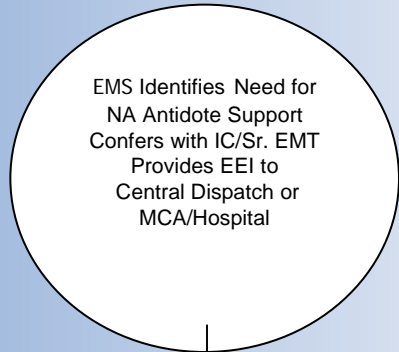 EMS Identifies Need for
NA Antidote Support
Confers with IC/Sr. EMT
Provides EEI to
Central Dispatch or
MCA/Hospital